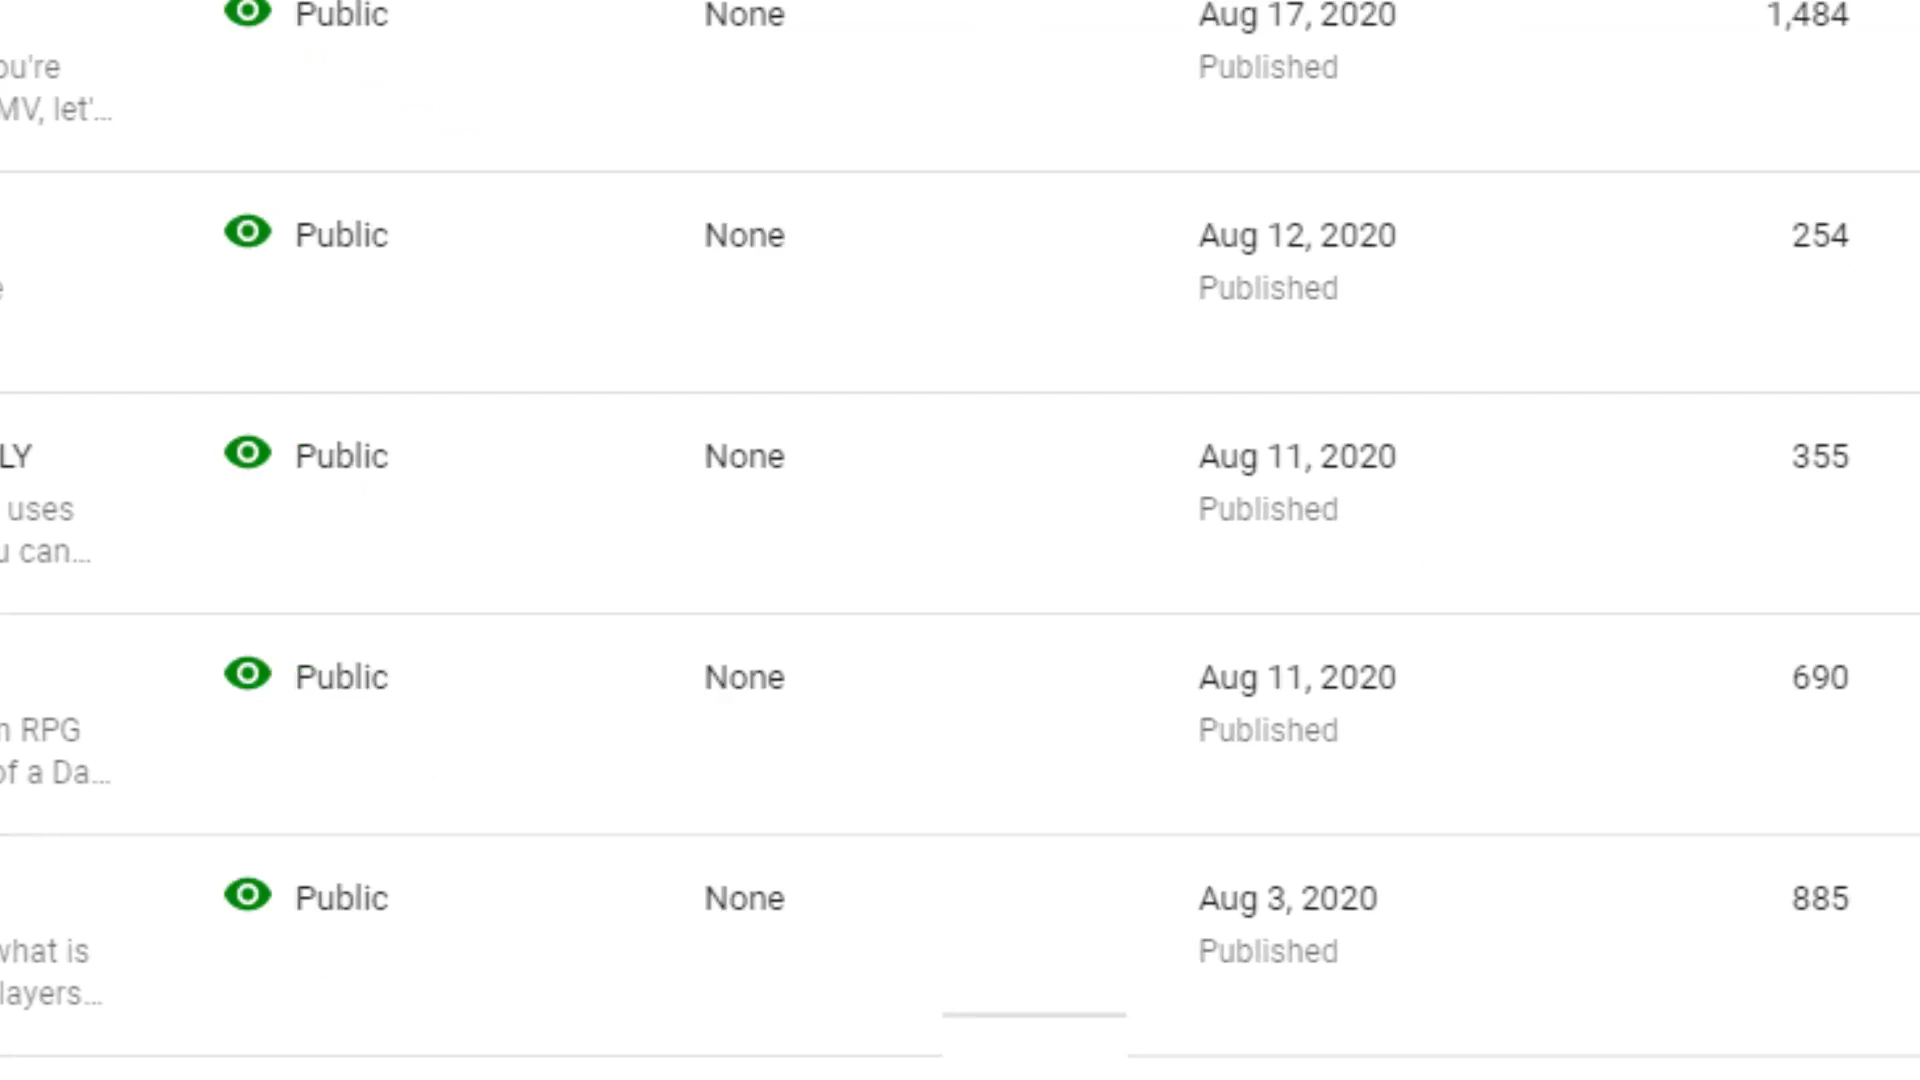 Public None Aug 17, 2020 1,484
ou're Published
MV, let'...
Public None Aug 12, 2020 254
e Published
LY Public None Aug 11, 2020 355
uses Published
u can...
Public None Aug 11, 2020 690
n RPG Published
of a Da...
Public None Aug 3, 2020 885
what is Published
layers...